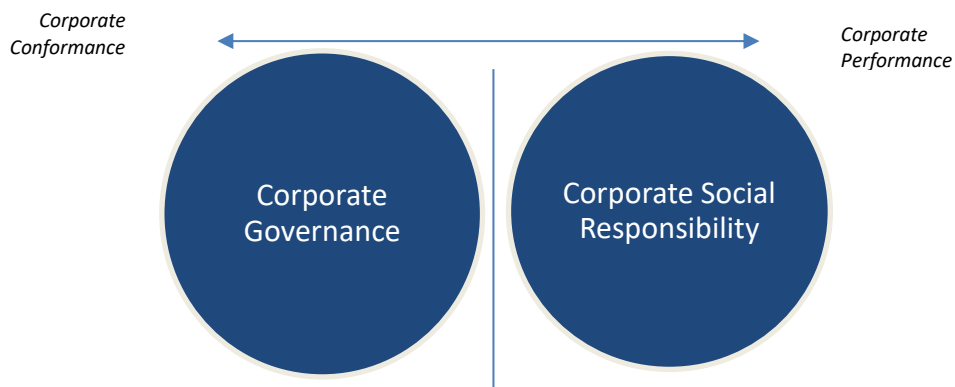 Corporate
Conformance
Corporate
Performance
Corporate
Governance
Corporate Social
Responsibility